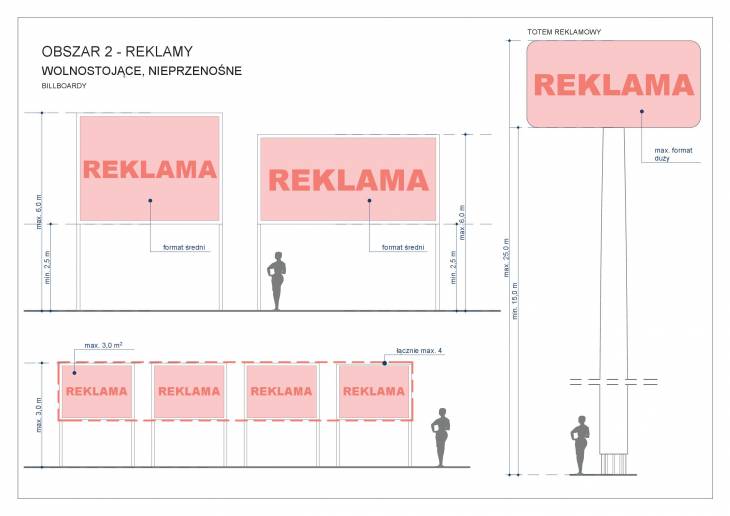 OBSZAR 2 - REKLAMY
WOLNOSTOJĄCE, NIEPRZENOŚNE
BILLBOARDY
REKLAMA
format średni
max. 6,0 m
min. 2,5 m
REKLAMA
format średni
max. 6,0 m
min. 2,5 m
TOTEM REKLAMOWY
REKLAMA
max. format
duży
max. 25,0 m
min. 15,0 m
max. 3,0 m²
łącznie max. 4
max. 3,0 m
REKLAMA
REKLAMA
REKLAMA
REKLAMA